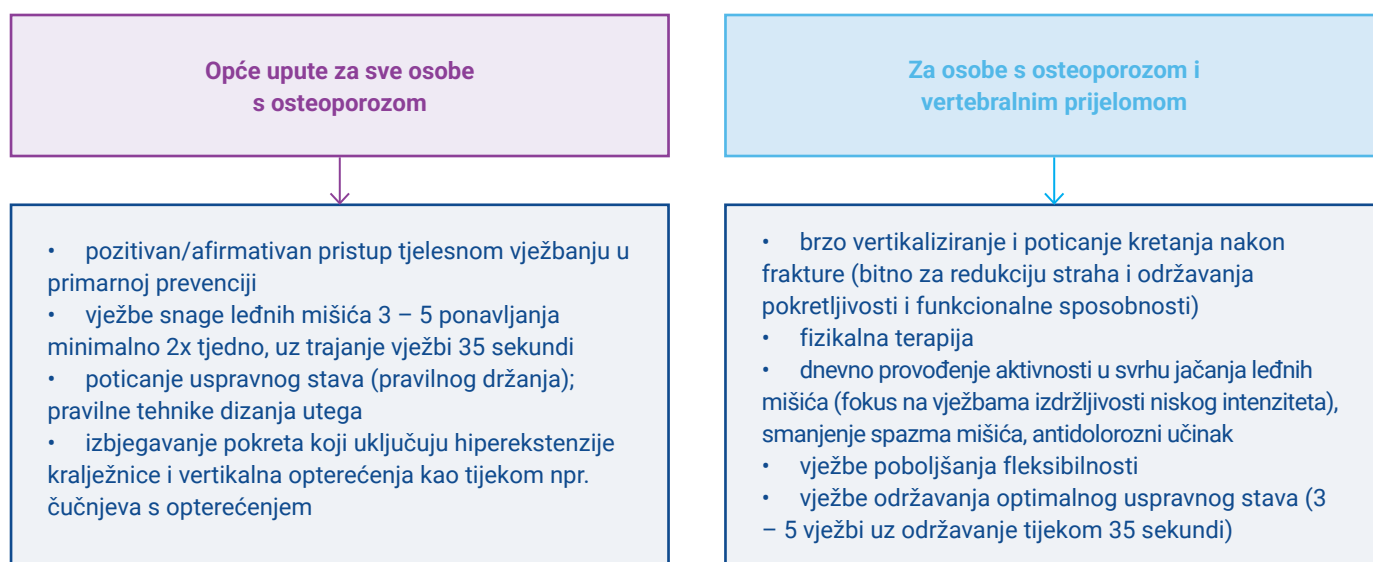 Opće upute za sve osobe
s osteoporozom
• pozitivan/afirmativan pristup tjelesnom vježbanju u
primarnoj prevenciji
• vježbe snage leđnih mišića 3 – 5 ponavljanja
minimalno 2x tjedno, uz trajanje vježbi 35 sekundi
• poticanje uspravnog stava (pravilnog držanja);
pravilne tehnike dizanja utega
• izbjegavanje pokreta koji uključuju hiperekstenzije
kralježnice i vertikalna opterećenja kao tijekom npr.
čučnjeva s opterećenjem
Za osobe s osteoporozom i
vertebralnim prijelomom
• brzo vertikaliziranje i poticanje kretanja nakon
frakture (bitno za redukciju straha i održavanja
pokretljivosti i funkcionalne sposobnosti)
• fizikalna terapija
• dnevno provođenje aktivnosti u svrhu jačanja leđnih
mišića (fokus na vježbama izdržljivosti niskog intenziteta),
smanjenje spazma mišića, antidolorozni učinak
• vježbe poboljšanja fleksibilnosti
• vježbe održavanja optimalnog uspravnog stava (3
– 5 vježbi uz održavanje tijekom 35 sekundi)